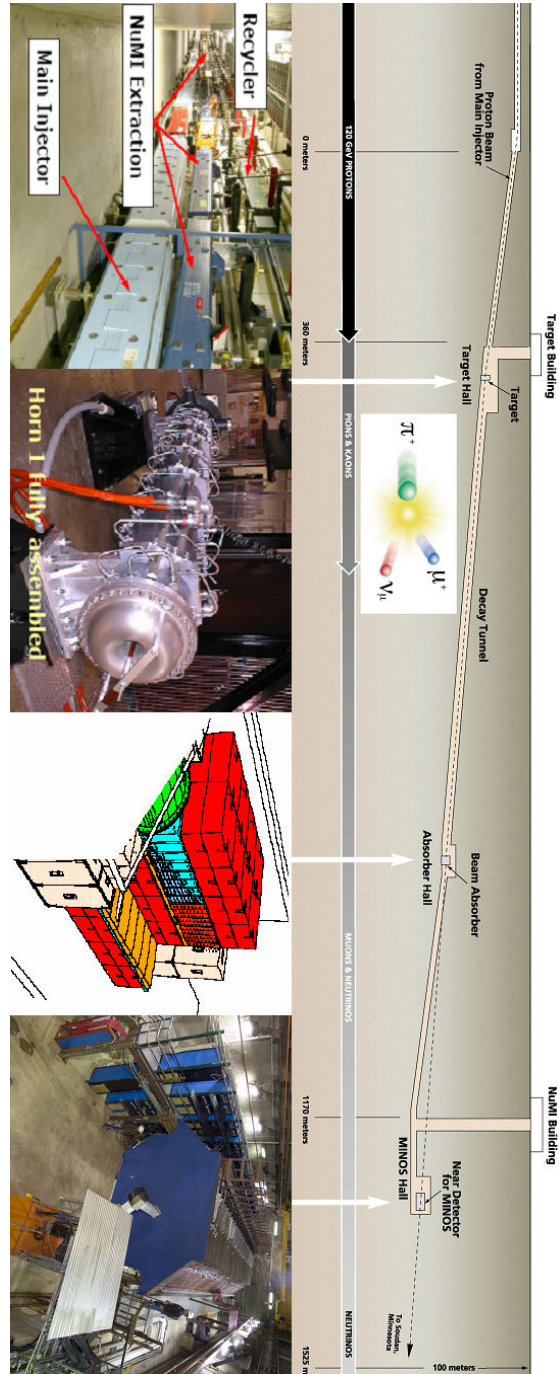 Target Building
NuMI Building
Proton Beam
from Main Injector
Target
Target Hall
Decay Tunnel
Beam Absorber
Absorber Hall
Near Detector
for MINOS
MINOS Hall
To Soudan,
Minnesota
100 meters
π+
μ+
νμ
120 GeV PROTONS
PIONS & KAONS
MUONS & NEUTRINOS
NEUTRINOS
0 meters
360 meters
1170 meters
1525 m
Recycler
NuMI Extraction
Main Injector
Horn 1 fully assembled